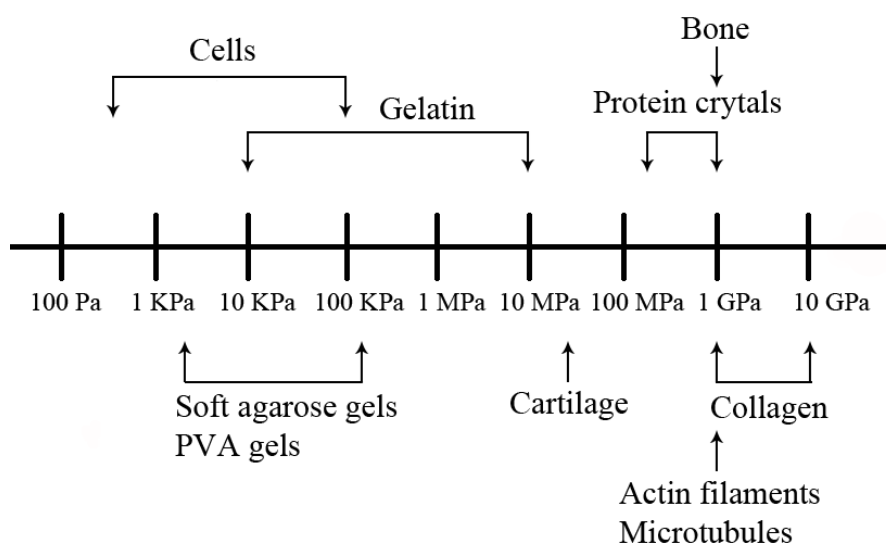 Bone
Cells
Protein crytals
Gelatin
100 Pa
1 KPa
10 KPa
100 KPa
1 MPa
10 MPa
100 MPa
1 GPa
10 GPa
Soft agarose gels
PVA gels
Cartilage
Collagen
Actin filaments
Microtubules